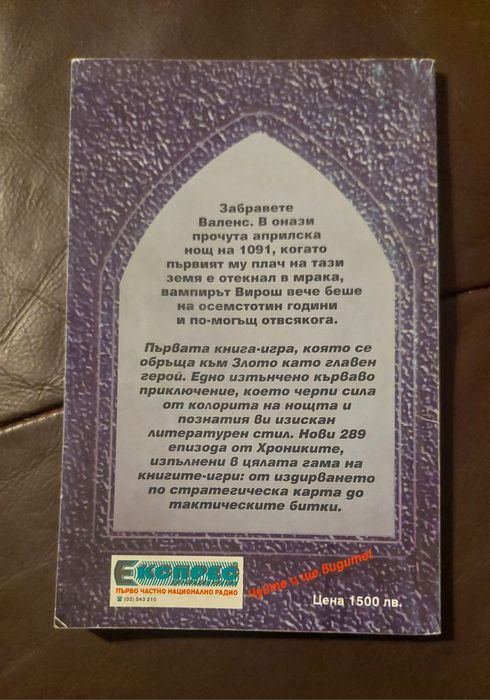 Забравете
Валенс. В онази
прочута априлска
нощ на 1091, когато
първият му плач на тази
земя е отекнал в мрака,
вампирът Вирош вече беше
на осемстотин години
и по-могъщ отвсякога.
Първата книга-игра, която се
обръща към Злото като главен
герой. Едно изтънчено кърваво
приключение, което черпи сила
от колорита на нощта и
познатия ви изискан
литературен стил. Нови 289
епизода от Хрониките,
изпълнени в цялата гама на
книгите-игри: от издирването
по стратегическа карта до
тактическите битки.
Експрес
ПЪРВО ЧАСТНО НАЦИОНАЛНО РАДИО
☎ (02) 543 210
Чуйте и ще видите!
Цена 1500 лв.